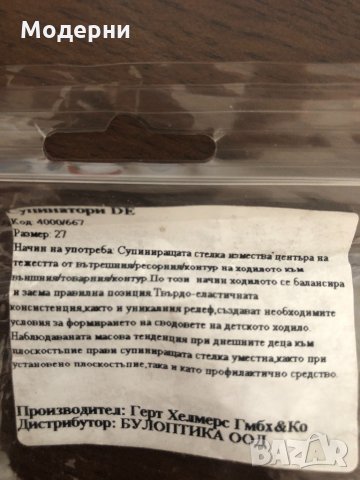 Модерни
Супинатори DE
Код: 4000/667
Размер: 27
Начин на употреба: Супиниращата стелка измества центъра на
тежестта от вътрешния/ресорния/контур на ходилото към
външния/товарния/контур.По този начин ходилото се балансира
и заема правилна позиция.Твърдо-еластичната
консистенция,както и уникалния релеф,създават необходимите
условия за формирането на сводовете на детското ходило.
Наблюдаваната масова тенденция при днешните деца към
плоскостъпие прави супиниращата стелка уместна,както при
установено плоскостъпие,така и като профилактично средство.
Производител: Герт Хелмерс Гмбх&Ко
Дистрибутор: БУЛОПТИКА ООД
BAZAR